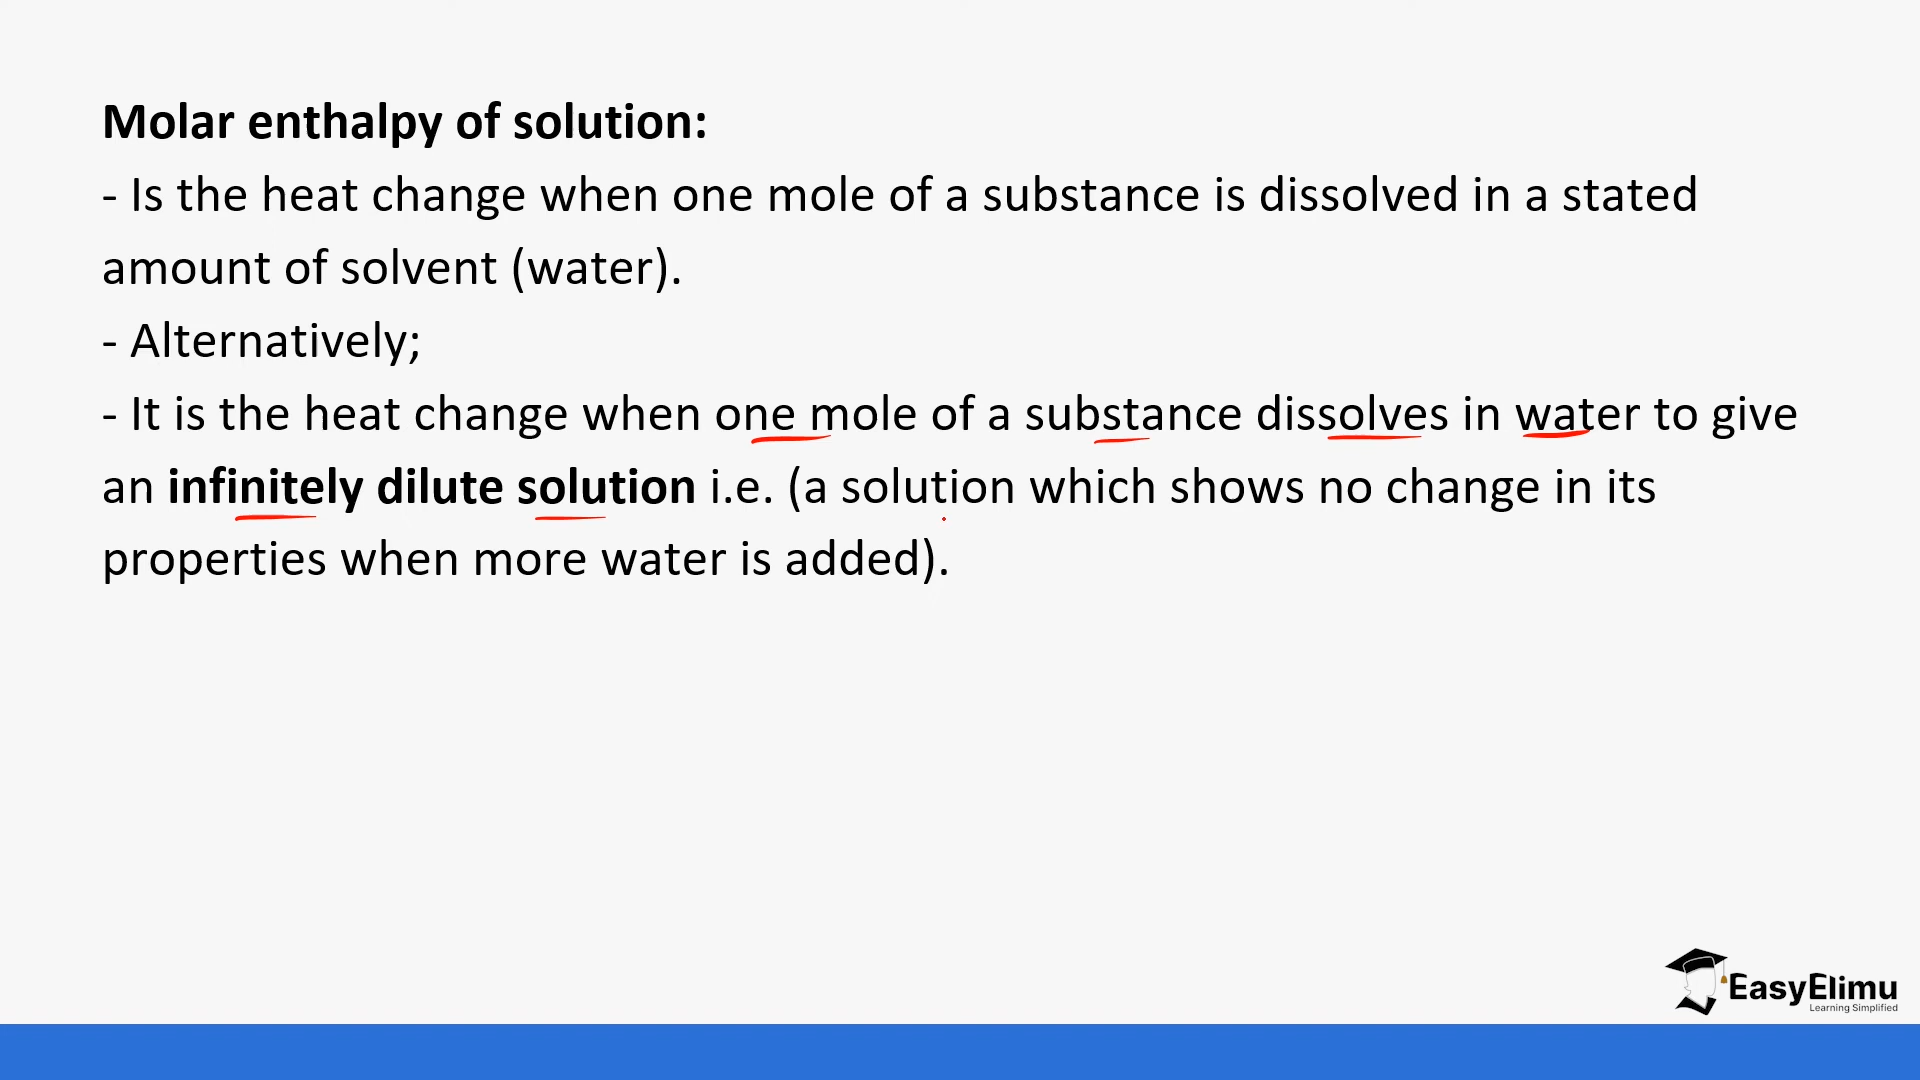 Molar enthalpy of solution:
- Is the heat change when one mole of a substance is dissolved in a stated
amount of solvent (water).
- Alternatively;
- It is the heat change when one mole of a substance dissolves in water to give
an infinitely dilute solution i.e. (a solution which shows no change in its
properties when more water is added).
EasyElimu
Learning Simplified